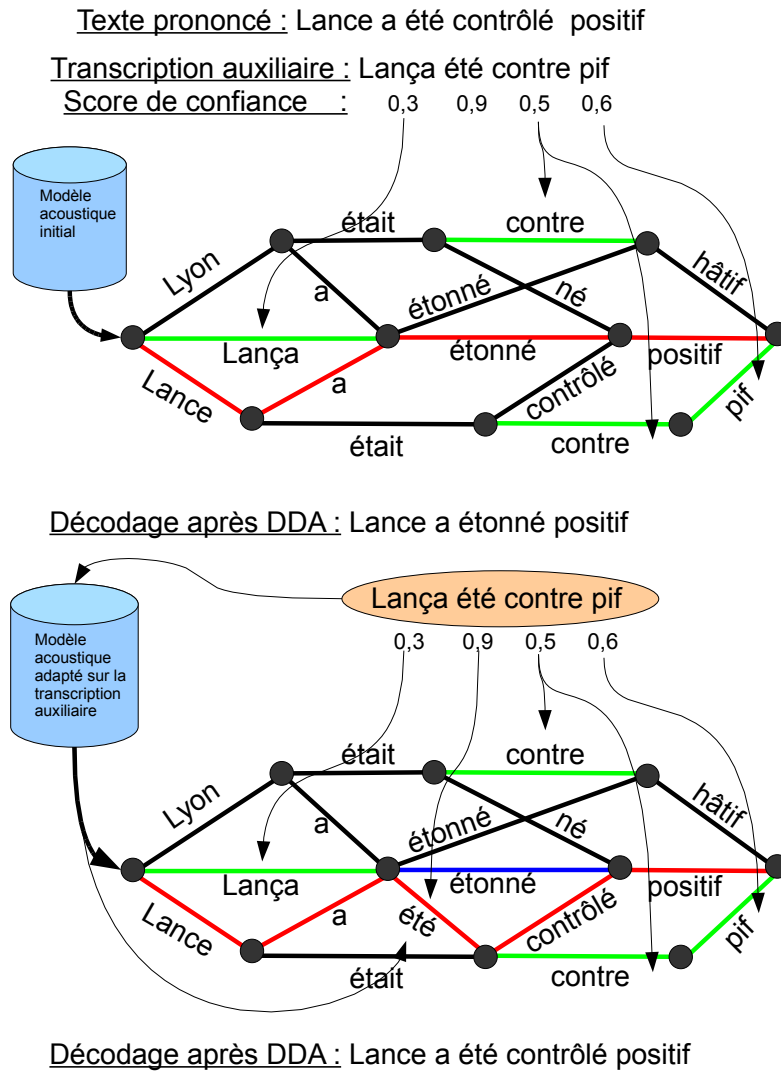 Texte prononcé : Lance a été contrôlé positif
Transcription auxiliaire : Lança été contre pif
Score de confiance : 0,3 0,9 0,5 0,6
Modèle
acoustique
initial
était contre
Lyon a étonné né hâtif
Lança étonné positif
Lance a contrôlé pif
était contre
Décodage après DDA : Lance a étonné positif
Lança été contre pif
0,3 0,9 0,5 0,6
Modèle
acoustique
adapté sur la
transcription
auxiliaire
était contre
Lyon a étonné né hâtif
Lança étonné positif
Lance a été contrôlé pif
était contre
Décodage après DDA : Lance a été contrôlé positif